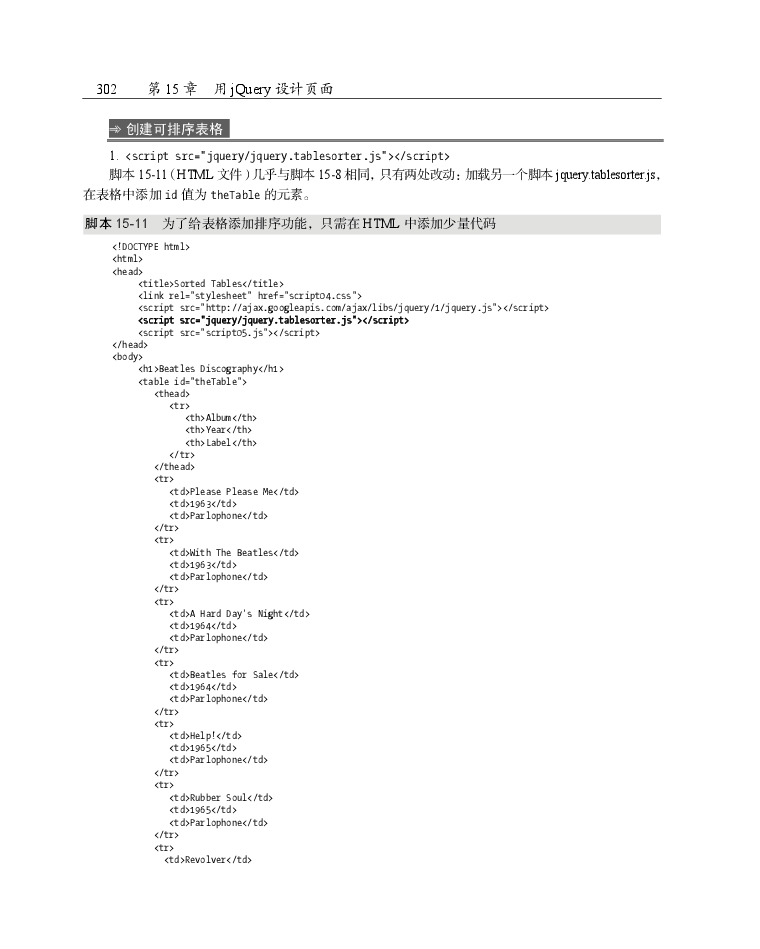 302 第 15 章 用 jQuery 设计页面
创建可排序表格
1. <script src="jquery/jquery.tablesorter.js"></script>
脚本 15-11（HTML 文件）几乎与脚本 15-8 相同，只有两处改动：加载另一个脚本 jquery.tablesorter.js，
在表格中添加 id 值为 theTable 的元素。
脚本 15-11 为了给表格添加排序功能，只需在 HTML 中添加少量代码
<!DOCTYPE html>
<html>
<head>
<title>Sorted Tables</title>
<link rel="stylesheet" href="script04.css">
<script src="http://ajax.googleapis.com/ajax/libs/jquery/1/jquery.js"></script>
<script src="jquery/jquery.tablesorter.js"></script>
<script src="script05.js"></script>
</head>
<body>
<h1>Beatles Discography</h1>
<table id="theTable">
<thead>
<tr>
<th>Album</th>
<th>Year</th>
<th>Label</th>
</tr>
</thead>
<tr>
<td>Please Please Me</td>
<td>1963</td>
<td>Parlophone</td>
</tr>
<tr>
<td>With The Beatles</td>
<td>1963</td>
<td>Parlophone</td>
</tr>
<tr>
<td>A Hard Day's Night</td>
<td>1964</td>
<td>Parlophone</td>
</tr>
<tr>
<td>Beatles for Sale</td>
<td>1964</td>
<td>Parlophone</td>
</tr>
<tr>
<td>Help!</td>
<td>1965</td>
<td>Parlophone</td>
</tr>
<tr>
<td>Rubber Soul</td>
<td>1965</td>
<td>Parlophone</td>
</tr>
<tr>
<td>Revolver</td>